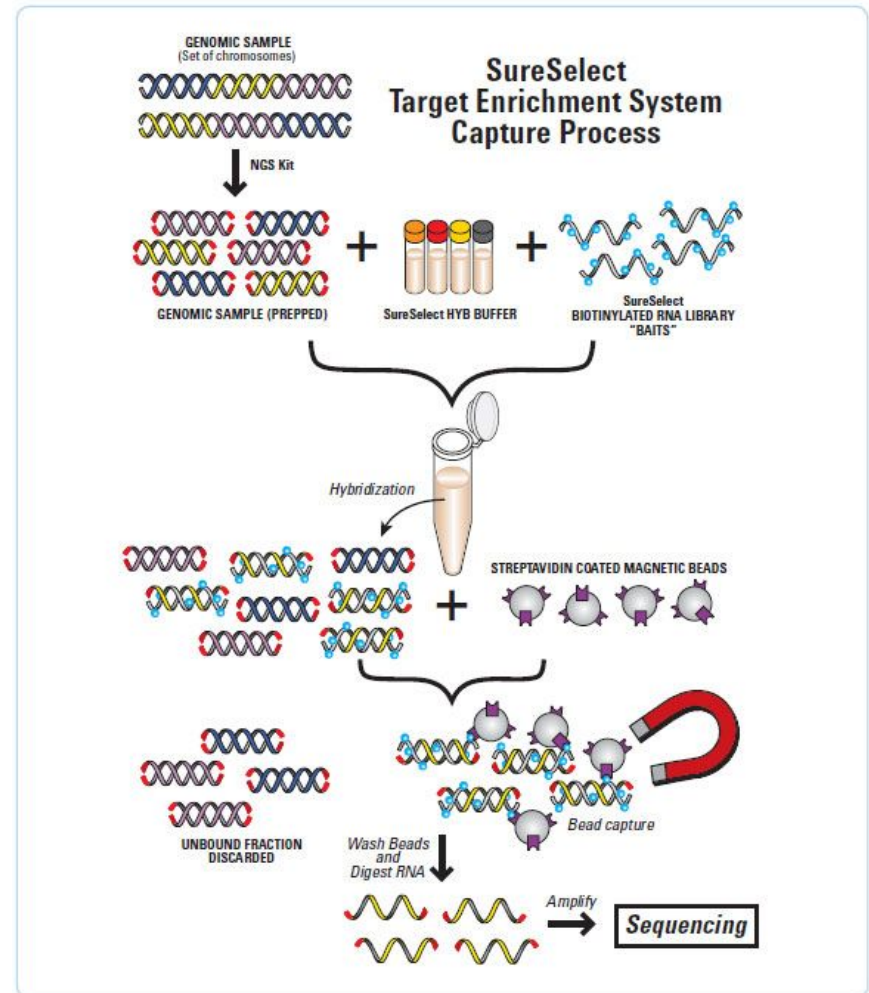 GENOMIC SAMPLE
(Set of chromosomes)
SureSelect
Target Enrichment System
Capture Process
NGS Kit
+
+
GENOMIC SAMPLE (PREPPED)
SureSelect HYB BUFFER
SureSelect
BIOTINYLATED RNA LIBRARY
"BAITS"
Hybridization
STREPTAVIDIN COATED MAGNETIC BEADS
+
UNBOUND FRACTION
DISCARDED
Bead capture
Wash Beads
and
Digest RNA
Amplify
Sequencing